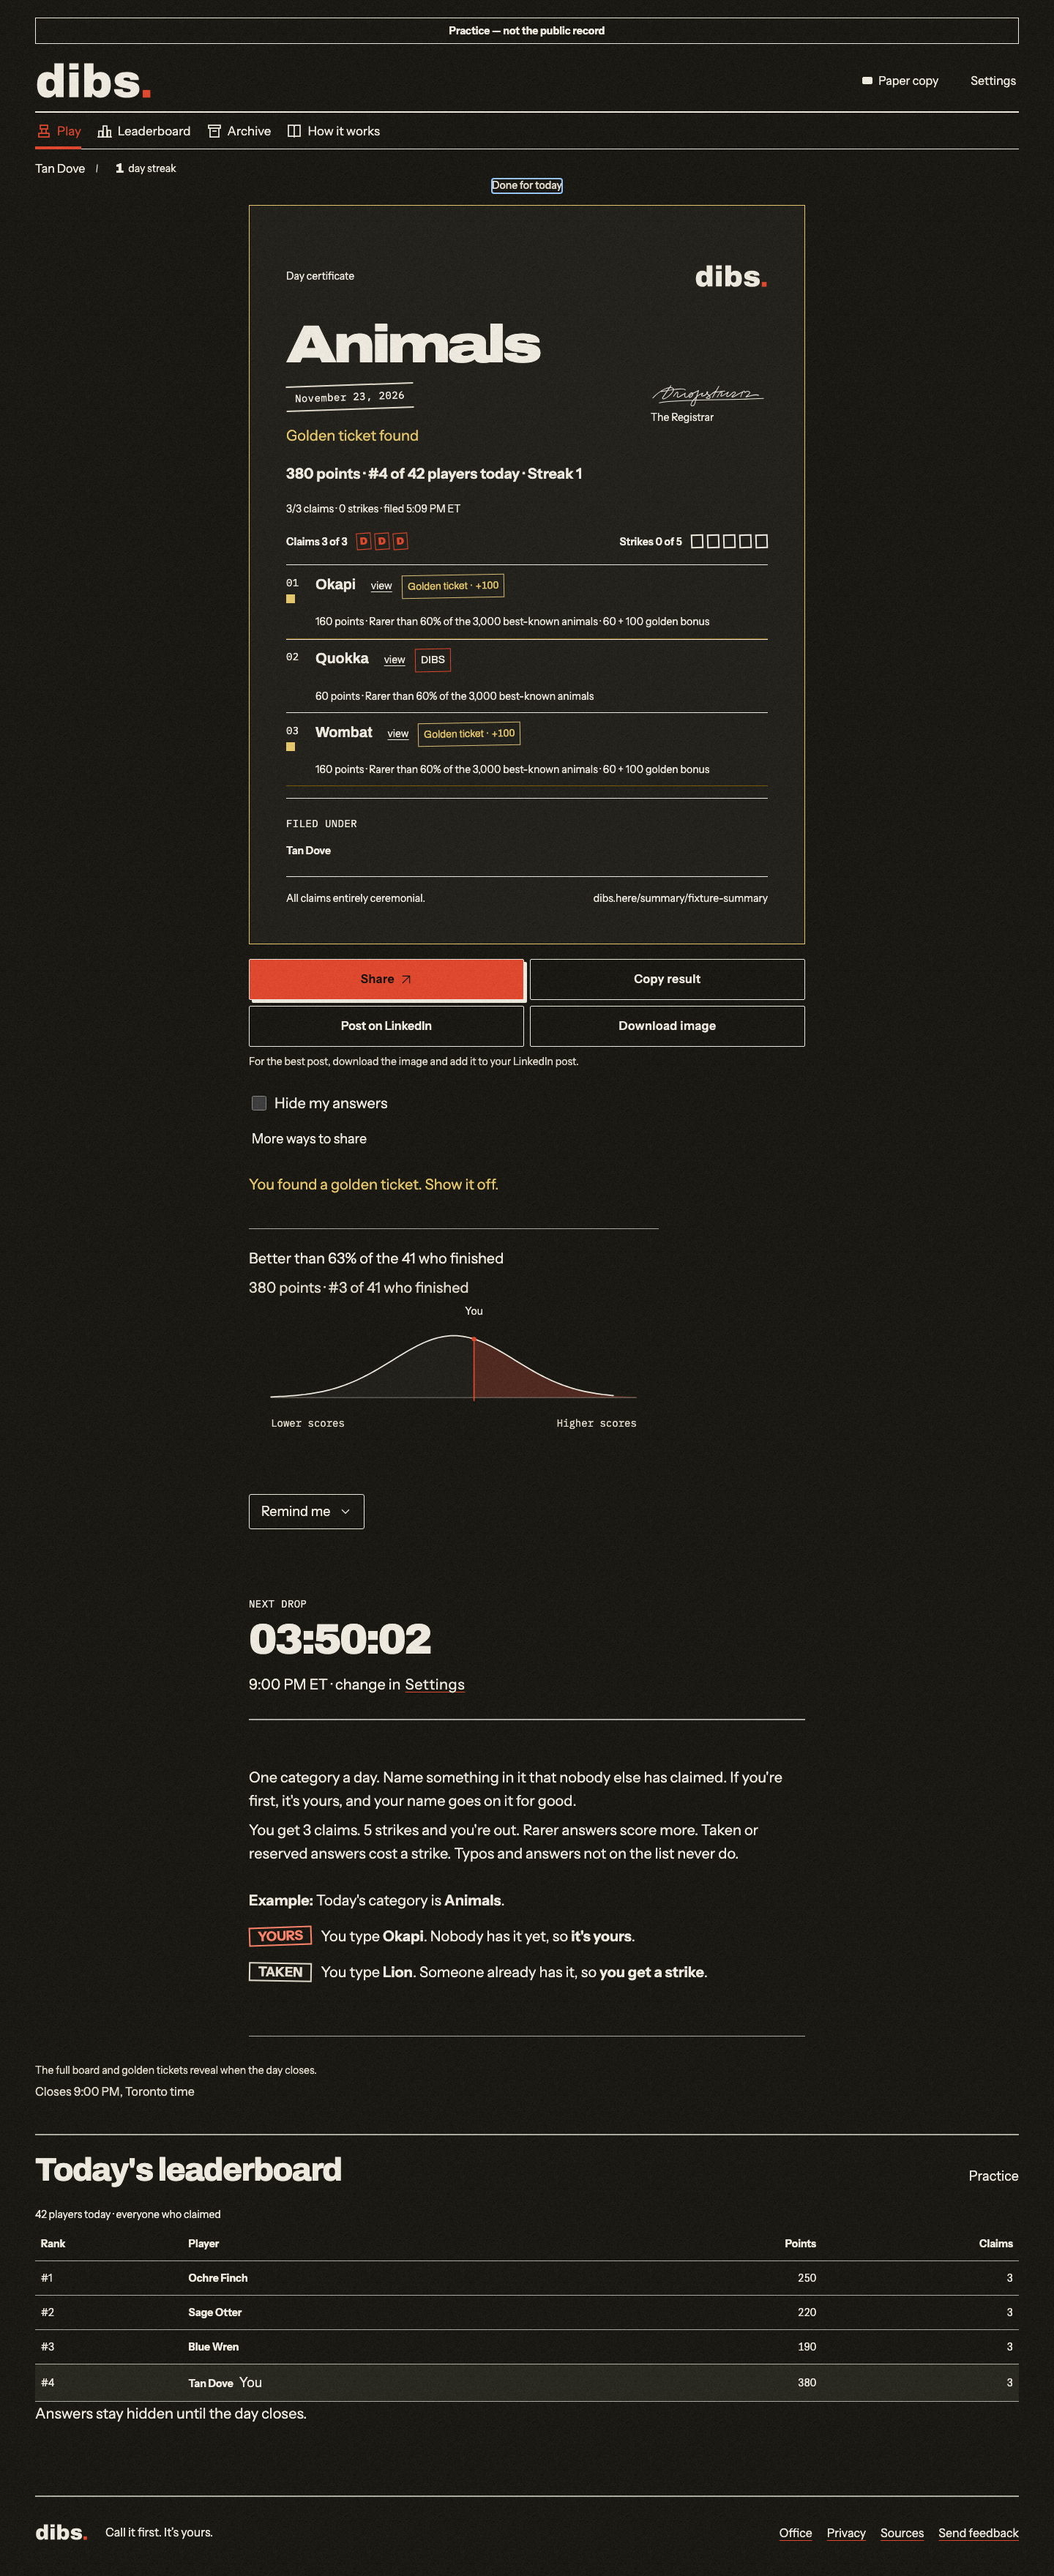 Practice — not the public record
dibs.
Paper copy
Settings
Play
Leaderboard
Archive
How it works
Tan Dove / 1 day streak
Done for today
Day certificate
dibs.
Animals
November 23, 2026
The Registrar
Golden ticket found
380 points · #4 of 42 players today · Streak 1
3/3 claims · 0 strikes · filed 5:09 PM ET
Claims 3 of 3 D D D
Strikes 0 of 5
01 Okapi view Golden ticket · +100
160 points · Rarer than 60% of the 3,000 best-known animals · 60 + 100 golden bonus
02 Quokka view DIBS
60 points · Rarer than 60% of the 3,000 best-known animals
03 Wombat view Golden ticket · +100
160 points · Rarer than 60% of the 3,000 best-known animals · 60 + 100 golden bonus
FILED UNDER
Tan Dove
All claims entirely ceremonial.
dibs.here/summary/fixture-summary
Share
Copy result
Post on LinkedIn
Download image
For the best post, download the image and add it to your LinkedIn post.
Hide my answers
More ways to share
You found a golden ticket. Show it off.
Better than 63% of the 41 who finished
380 points · #3 of 41 who finished
You
Lower scores
Higher scores
Remind me
NEXT DROP
03:50:02
9:00 PM ET · change in Settings
One category a day. Name something in it that nobody else has claimed. If you're
first, it's yours, and your name goes on it for good.
You get 3 claims. 5 strikes and you're out. Rarer answers score more. Taken or
reserved answers cost a strike. Typos and answers not on the list never do.
Example: Today's category is Animals.
YOURS You type Okapi. Nobody has it yet, so it's yours.
TAKEN You type Lion. Someone already has it, so you get a strike.
The full board and golden tickets reveal when the day closes.
Closes 9:00 PM, Toronto time
Today's leaderboard
Practice
42 players today · everyone who claimed
Rank Player Points Claims
#1 Ochre Finch 250 3
#2 Sage Otter 220 3
#3 Blue Wren 190 3
#4 Tan Dove You 380 3
Answers stay hidden until the day closes.
dibs. Call it first. It's yours.
Office Privacy Sources Send feedback